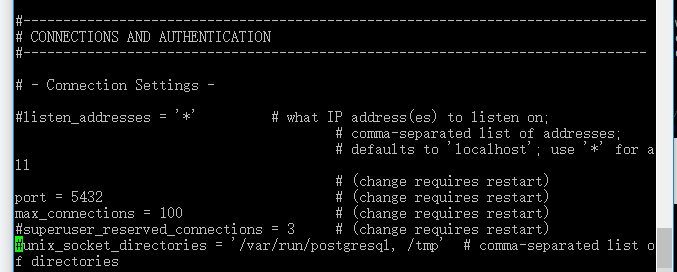 #------------------------------------------------------------------------------
# CONNECTIONS AND AUTHENTICATION
#------------------------------------------------------------------------------
# - Connection Settings -
#listen_addresses = '*'         # what IP address(es) to listen on;
                                        # comma-separated list of addresses;
                                        # defaults to 'localhost'; use '*' for a
ll
                                        # (change requires restart)
port = 5432                             # (change requires restart)
max_connections = 100                   # (change requires restart)
#superuser_reserved_connections = 3     # (change requires restart)
#unix_socket_directories = '/var/run/postgresql, /tmp'  # comma-separated list o
f directories